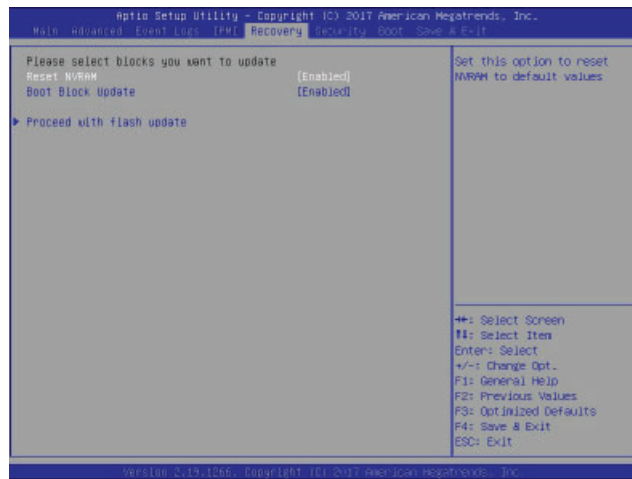 Aptio Setup Utility - Copyright (C) 2017 American Megatrends, Inc.
Main Advanced Event Logs IPMI Recovery Security Boot Save & Exit
Please select blocks you want to update
Reset NVRAM [Enabled]
Boot Block Update [Enabled]
Proceed with flash update
Set this option to reset
NVRAM to default values
→←: Select Screen
↑↓: Select Item
Enter: Select
+/-: Change Opt.
F1: General Help
F2: Previous Values
F3: Optimized Defaults
F4: Save & Exit
ESC: Exit
Version 2.19.1266. Copyright (C) 2017 American Megatrends, Inc.